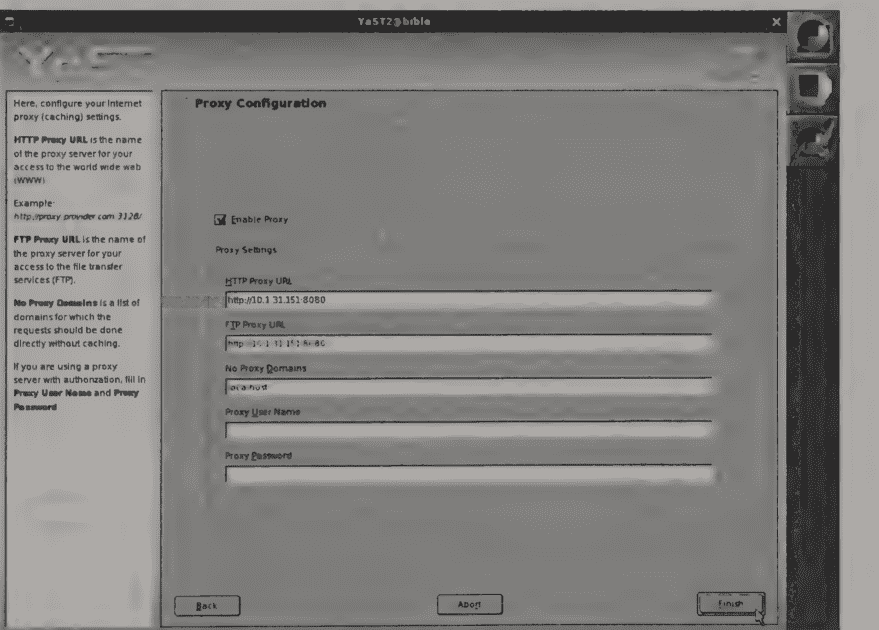 YaST2@bible
YaST
Here, configure your Internet
proxy (caching) settings.
HTTP Proxy URL is the name
of the proxy server for your
access to the world wide web
(WWW)
Example:
http://proxy.provider.com:3128/
FTP Proxy URL is the name of
the proxy server for your
access to the file transfer
services (FTP).
No Proxy Domains is a list of
domains for which the
requests should be done
directly without caching.
If you are using a proxy
server with authorization, fill in
Proxy User Name and Proxy
Password
Proxy Configuration
Enable Proxy
Proxy Settings
HTTP Proxy URL
http://10.1.31.151:8080
FTP Proxy URL
No Proxy Domains
localhost
Proxy User Name
Proxy Password
Back
Abort
Finish